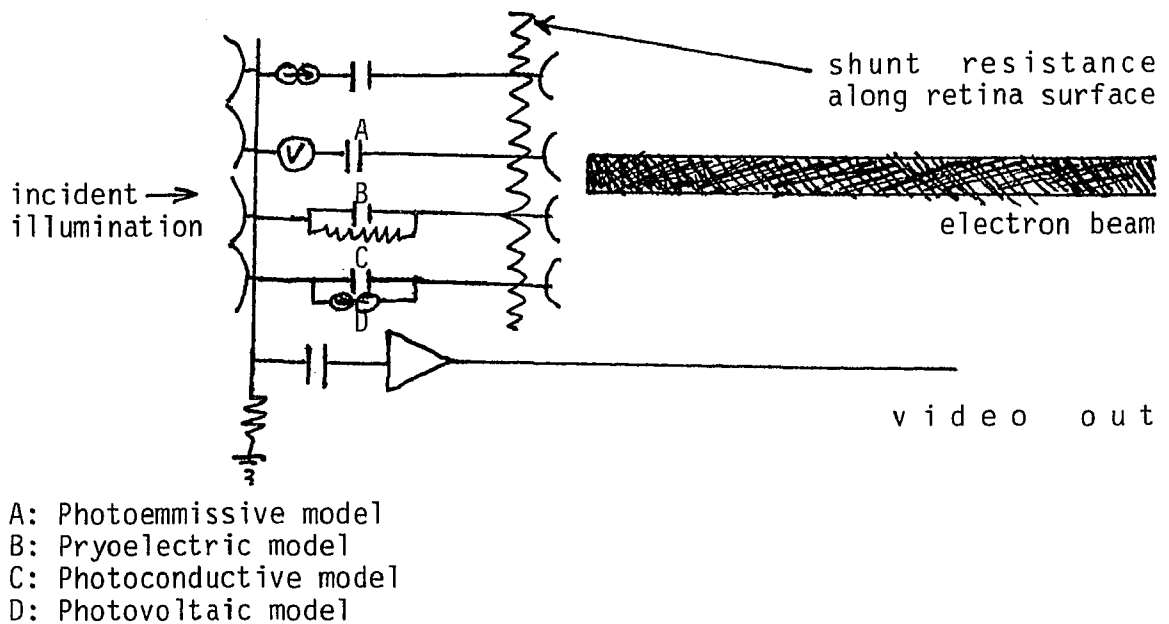 shunt resistance
along retina surface
A
V
incident
illumination
B
electron beam
C
D
video out
A: Photoemmissive model
B: Pryoelectric model
C: Photoconductive model
D: Photovoltaic model